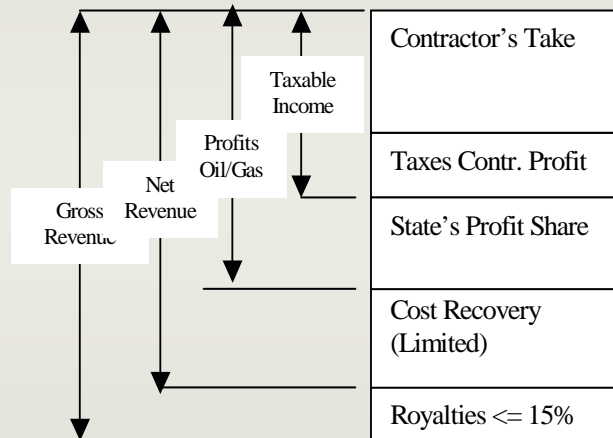 Contractor’s Take
Taxable
Income
Profits
Oil/Gas
Taxes Contr. Profit
Net
Revenue
Gross
Revenue
State’s Profit Share
Cost Recovery
(Limited)
Royalties <= 15%